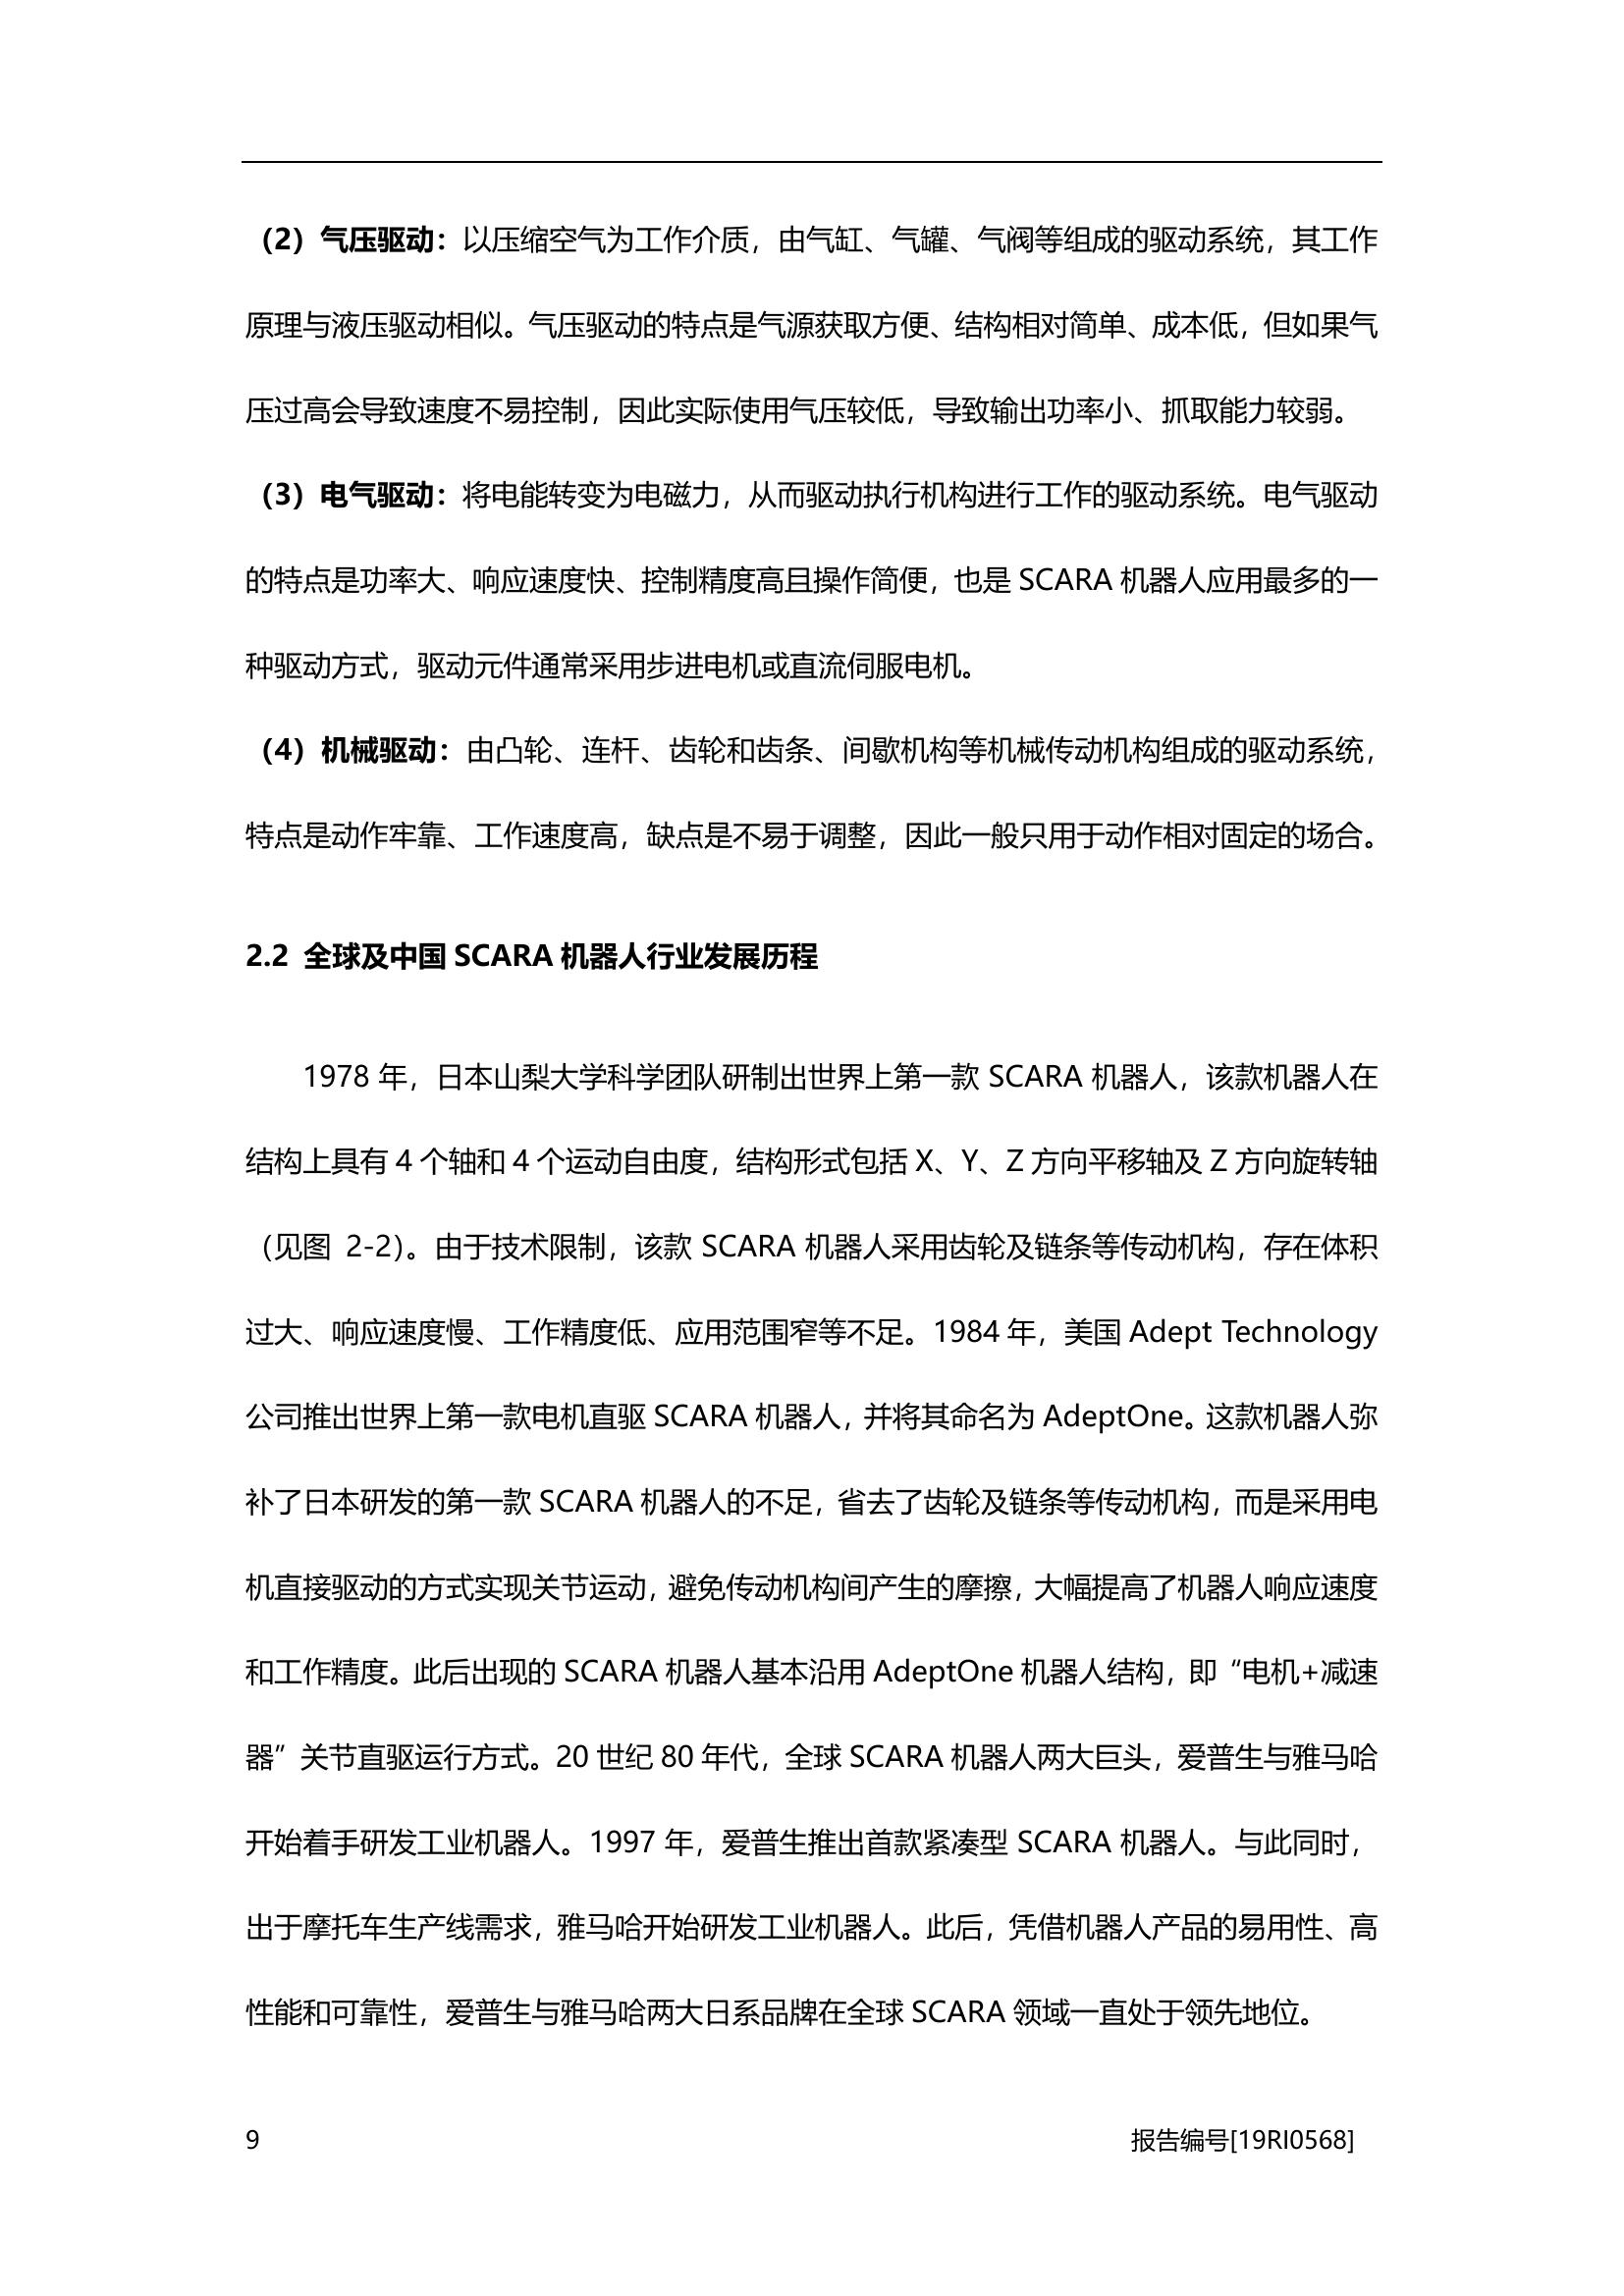 （2）气压驱动：以压缩空气为工作介质，由气缸、气罐、气阀等组成的驱动系统，其工作
原理与液压驱动相似。气压驱动的特点是气源获取方便、结构相对简单、成本低，但如果气
压过高会导致速度不易控制，因此实际使用气压较低，导致输出功率小、抓取能力较弱。
（3）电气驱动：将电能转变为电磁力，从而驱动执行机构进行工作的驱动系统。电气驱动
的特点是功率大、响应速度快、控制精度高且操作简便，也是 SCARA 机器人应用最多的一
种驱动方式，驱动元件通常采用步进电机或直流伺服电机。
（4）机械驱动：由凸轮、连杆、齿轮和齿条、间歇机构等机械传动机构组成的驱动系统，
特点是动作牢靠、工作速度高，缺点是不易于调整，因此一般只用于动作相对固定的场合。
2.2 全球及中国 SCARA 机器人行业发展历程
1978 年，日本山梨大学科学团队研制出世界上第一款 SCARA 机器人，该款机器人在
结构上具有 4 个轴和 4 个运动自由度，结构形式包括 X、Y、Z 方向平移轴及 Z 方向旋转轴
（见图 2-2）。由于技术限制，该款 SCARA 机器人采用齿轮及链条等传动机构，存在体积
过大、响应速度慢、工作精度低、应用范围窄等不足。1984 年，美国 Adept Technology
公司推出世界上第一款电机直驱 SCARA 机器人，并将其命名为 AdeptOne。这款机器人弥
补了日本研发的第一款 SCARA 机器人的不足，省去了齿轮及链条等传动机构，而是采用电
机直接驱动的方式实现关节运动，避免传动机构间产生的摩擦，大幅提高了机器人响应速度
和工作精度。此后出现的 SCARA 机器人基本沿用 AdeptOne 机器人结构，即“电机+减速
器”关节直驱运行方式。20 世纪 80 年代，全球 SCARA 机器人两大巨头，爱普生与雅马哈
开始着手研发工业机器人。1997 年，爱普生推出首款紧凑型 SCARA 机器人。与此同时，
出于摩托车生产线需求，雅马哈开始研发工业机器人。此后，凭借机器人产品的易用性、高
性能和可靠性，爱普生与雅马哈两大日系品牌在全球 SCARA 领域一直处于领先地位。
9 报告编号[19RI0568]